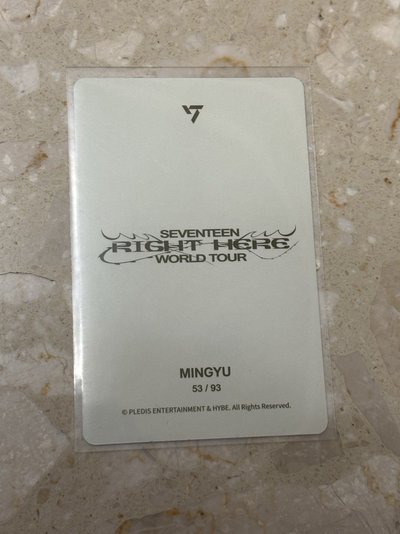 SEVENTEEN
RIGHT HERE
WORLD TOUR
MINGYU
53 / 93
© PLEDIS ENTERTAINMENT & HYBE. All Rights Reserved.